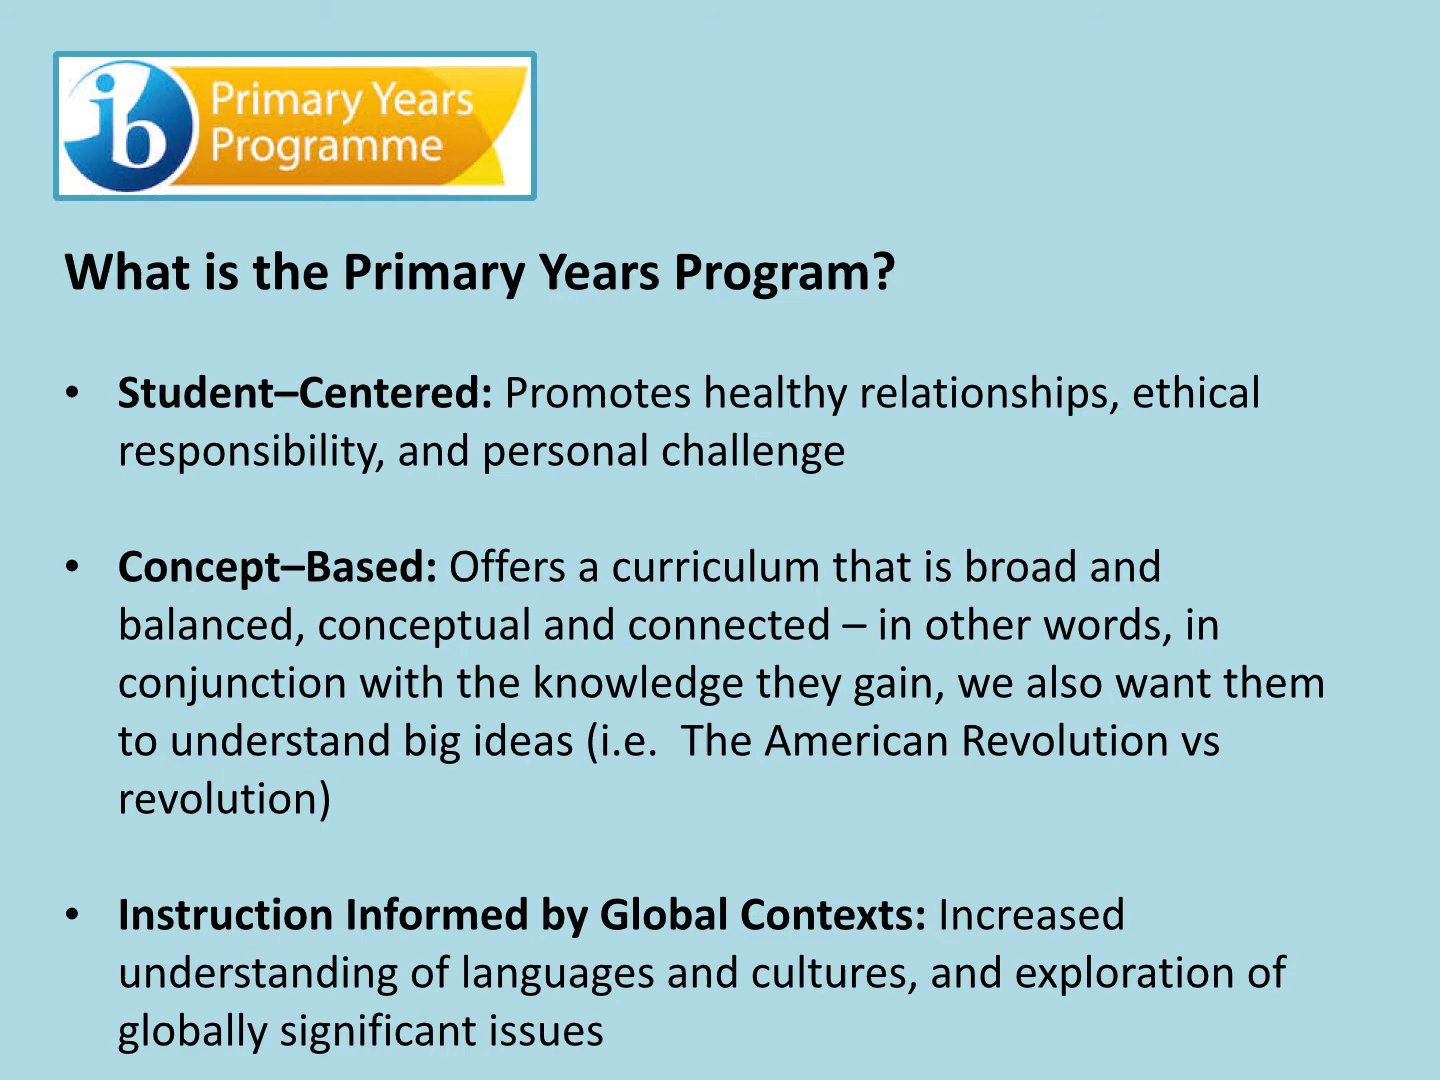 ib
Primary Years
Programme
What is the Primary Years Program?
• Student–Centered: Promotes healthy relationships, ethical
responsibility, and personal challenge
• Concept–Based: Offers a curriculum that is broad and
balanced, conceptual and connected – in other words, in
conjunction with the knowledge they gain, we also want them
to understand big ideas (i.e.  The American Revolution vs
revolution)
• Instruction Informed by Global Contexts: Increased
understanding of languages and cultures, and exploration of
globally significant issues